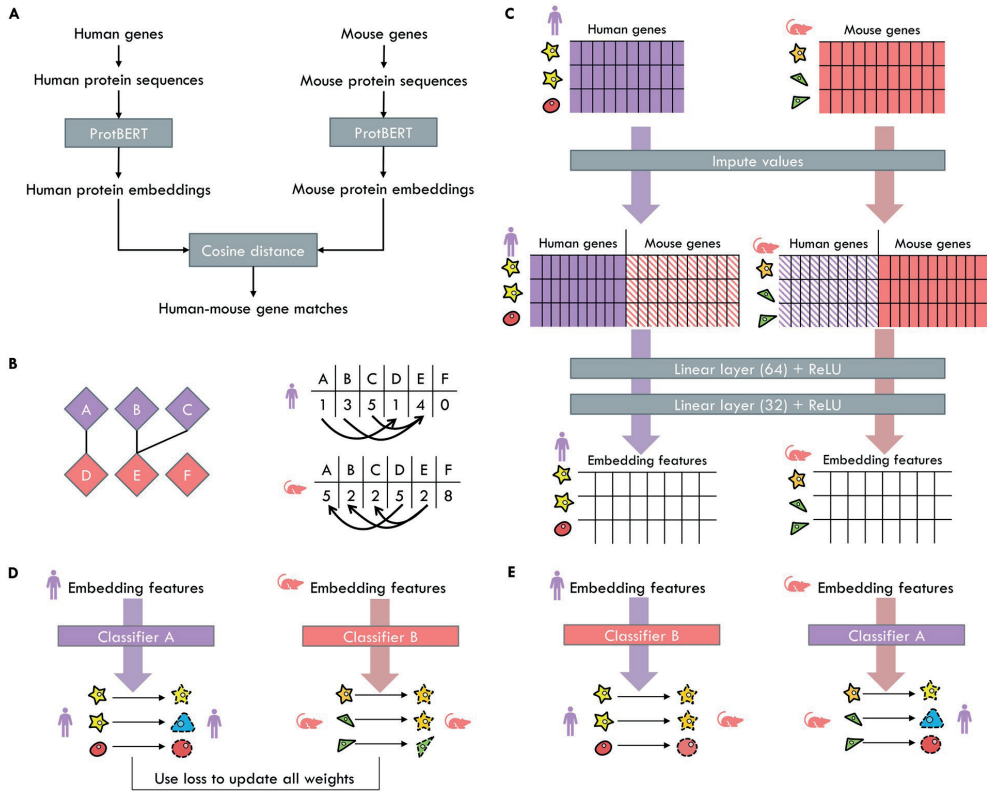 A
Human genes
Mouse genes
Human protein sequences
Mouse protein sequences
ProtBERT
ProtBERT
Human protein embeddings
Mouse protein embeddings
Cosine distance
Human-mouse gene matches
B
A B C
D E F
A B C D E F
1 3 5 1 4 0
A B C D E F
5 2 2 5 2 8
C
Human genes
Mouse genes
Impute values
Human genes Mouse genes
Human genes Mouse genes
Linear layer (64) + ReLU
Linear layer (32) + ReLU
Embedding features
Embedding features
D
Embedding features
Embedding features
Classifier A
Classifier B
Use loss to update all weights
E
Embedding features
Embedding features
Classifier B
Classifier A